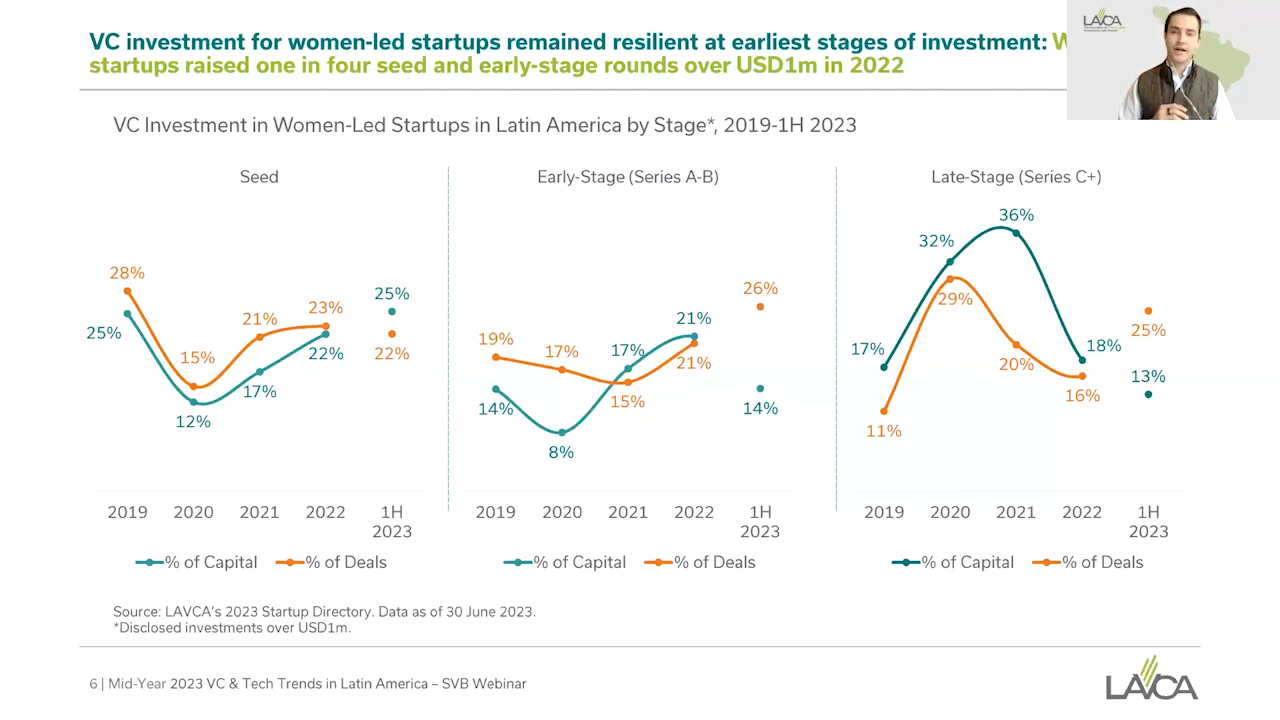 VC investment for women-led startups remained resilient at earliest stages of investment:
startups raised one in four seed and early-stage rounds over USD1m in 2022
LAVCA
VC Investment in Women-Led Startups in Latin America by Stage*, 2019-1H 2023
Seed
28%
25%
15%
12%
21%
17%
23%
22%
25%
22%
2019 2020 2021 2022 1H 2023
% of Capital % of Deals
Early-Stage (Series A-B)
19%
14%
17%
8%
17%
15%
21%
21%
26%
14%
2019 2020 2021 2022 1H 2023
% of Capital % of Deals
Late-Stage (Series C+)
17%
11%
32%
29%
36%
20%
18%
16%
25%
13%
2019 2020 2021 2022 1H 2023
% of Capital % of Deals
Source: LAVCA's 2023 Startup Directory. Data as of 30 June 2023.
*Disclosed investments over USD1m.
6 | Mid-Year 2023 VC & Tech Trends in Latin America – SVB Webinar
LAVCA